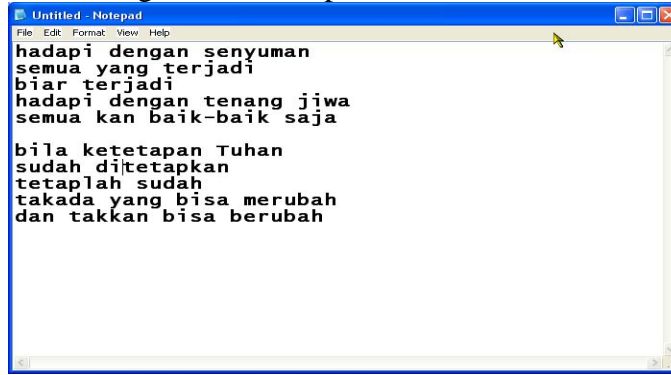 Untitled - Notepad
File Edit Format View Help
hadapi dengan senyuman
semua yang terjadi
biar terjadi
hadapi dengan tenang jiwa
semua kan baik-baik saja
bila ketetapan Tuhan
sudah ditetapkan
tetaplah sudah
takada yang bisa merubah
dan takkan bisa berubah